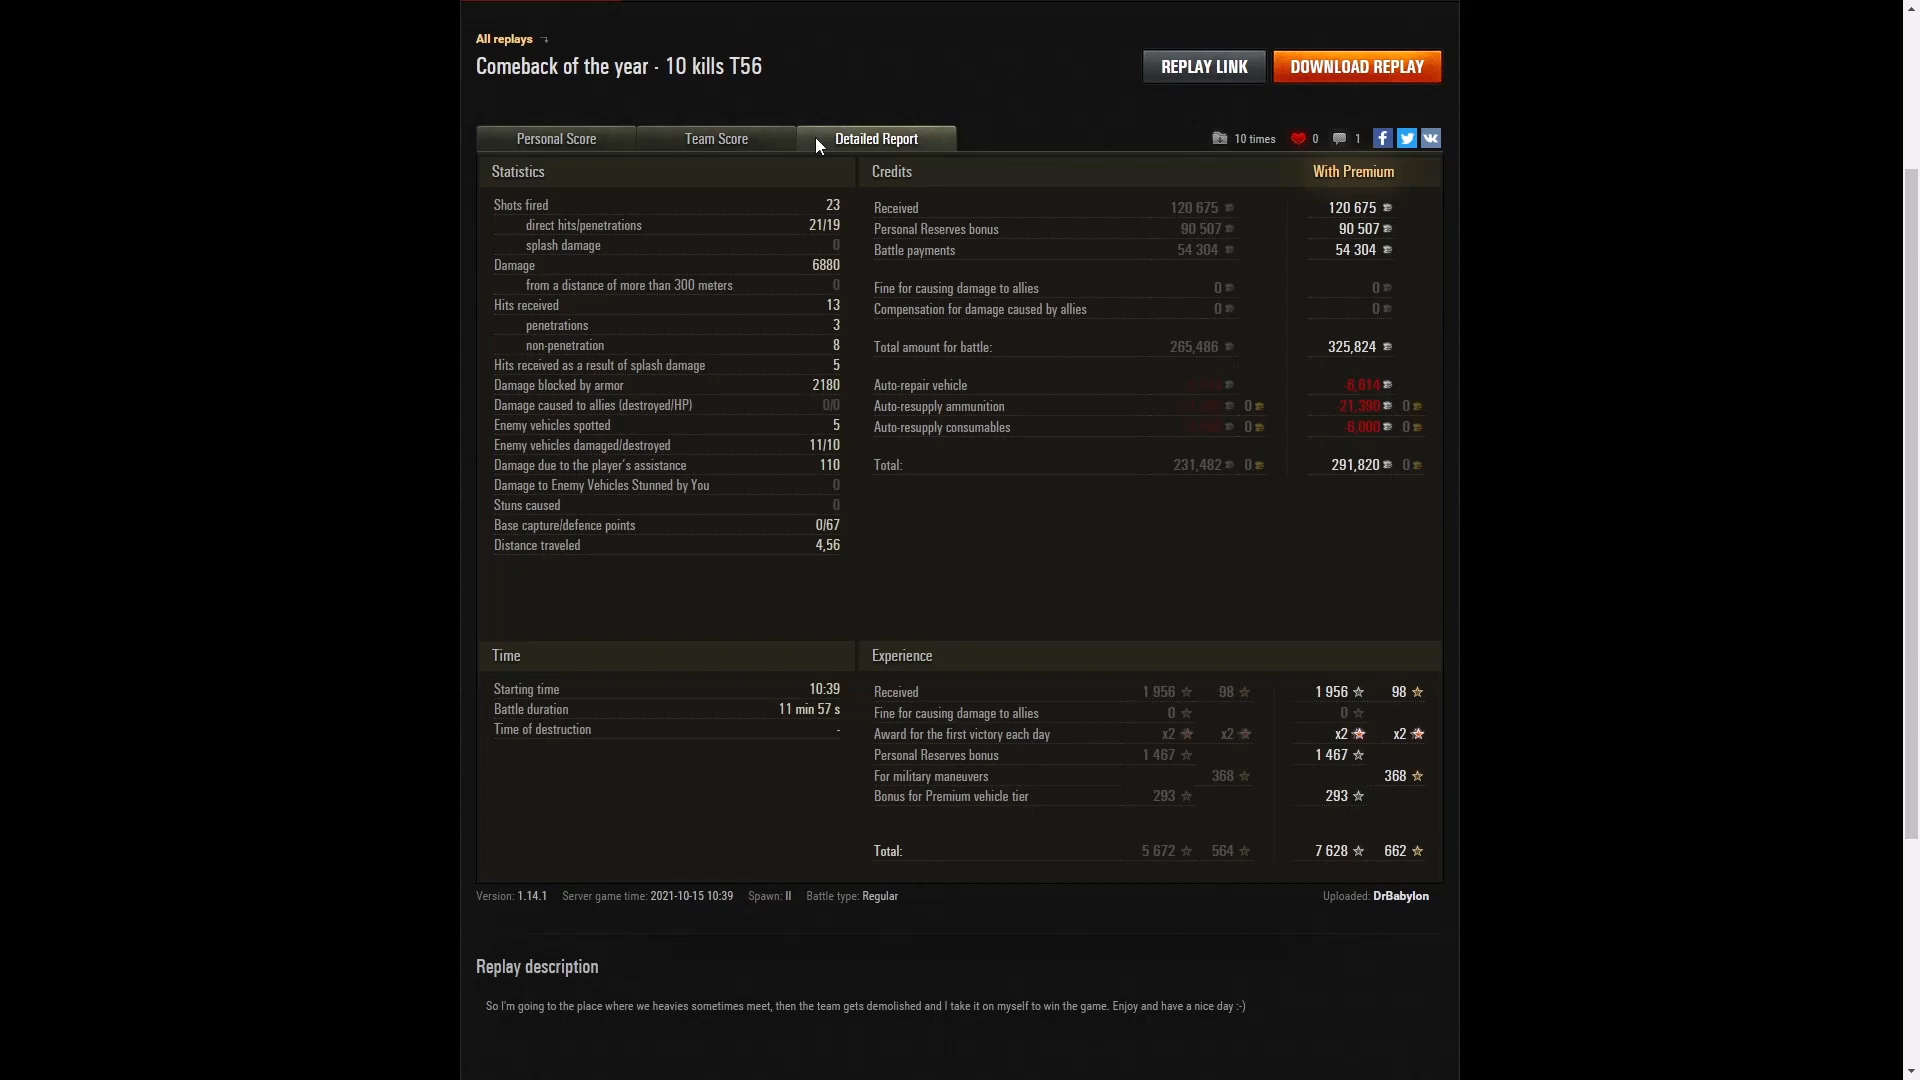 All replays
Comeback of the year - 10 kills T56
REPLAY LINK
DOWNLOAD REPLAY
Personal Score
Team Score
Detailed Report
10 times
0
1
Statistics
Shots fired 23
direct hits/penetrations 21/19
splash damage 0
Damage 6880
from a distance of more than 300 meters 0
Hits received 13
penetrations 3
non-penetration 8
Hits received as a result of splash damage 5
Damage blocked by armor 2180
Damage caused to allies (destroyed/HP) 0/0
Enemy vehicles spotted 5
Enemy vehicles damaged/destroyed 11/10
Damage due to the player's assistance 110
Damage to Enemy Vehicles Stunned by You 0
Stuns caused 0
Base capture/defence points 0/67
Distance traveled 4,56
Credits With Premium
Received 120 675 120 675
Personal Reserves bonus 90 507 90 507
Battle payments 54 304 54 304
Fine for causing damage to allies 0 0
Compensation for damage caused by allies 0 0
Total amount for battle: 265,486 325,824
Auto-repair vehicle -6,614
Auto-resupply ammunition 0 -21,390 0
Auto-resupply consumables 0 -6,000 0
Total: 231,482 0 291,820 0
Time
Starting time 10:39
Battle duration 11 min 57 s
Time of destruction -
Experience
Received 1 956 98 1 956 98
Fine for causing damage to allies 0 0
Award for the first victory each day x2 x2 x2 x2
Personal Reserves bonus 1 467 1 467
For military maneuvers 368 368
Bonus for Premium vehicle tier 293 293
Total: 5 672 564 7 628 662
Version: 1.14.1 Server game time: 2021-10-15 10:39 Spawn: II Battle type: Regular Uploaded: DrBabylon
Replay description
So I'm going to the place where we heavies sometimes meet, then the team gets demolished and I take it on myself to win the game. Enjoy and have a nice day :-)